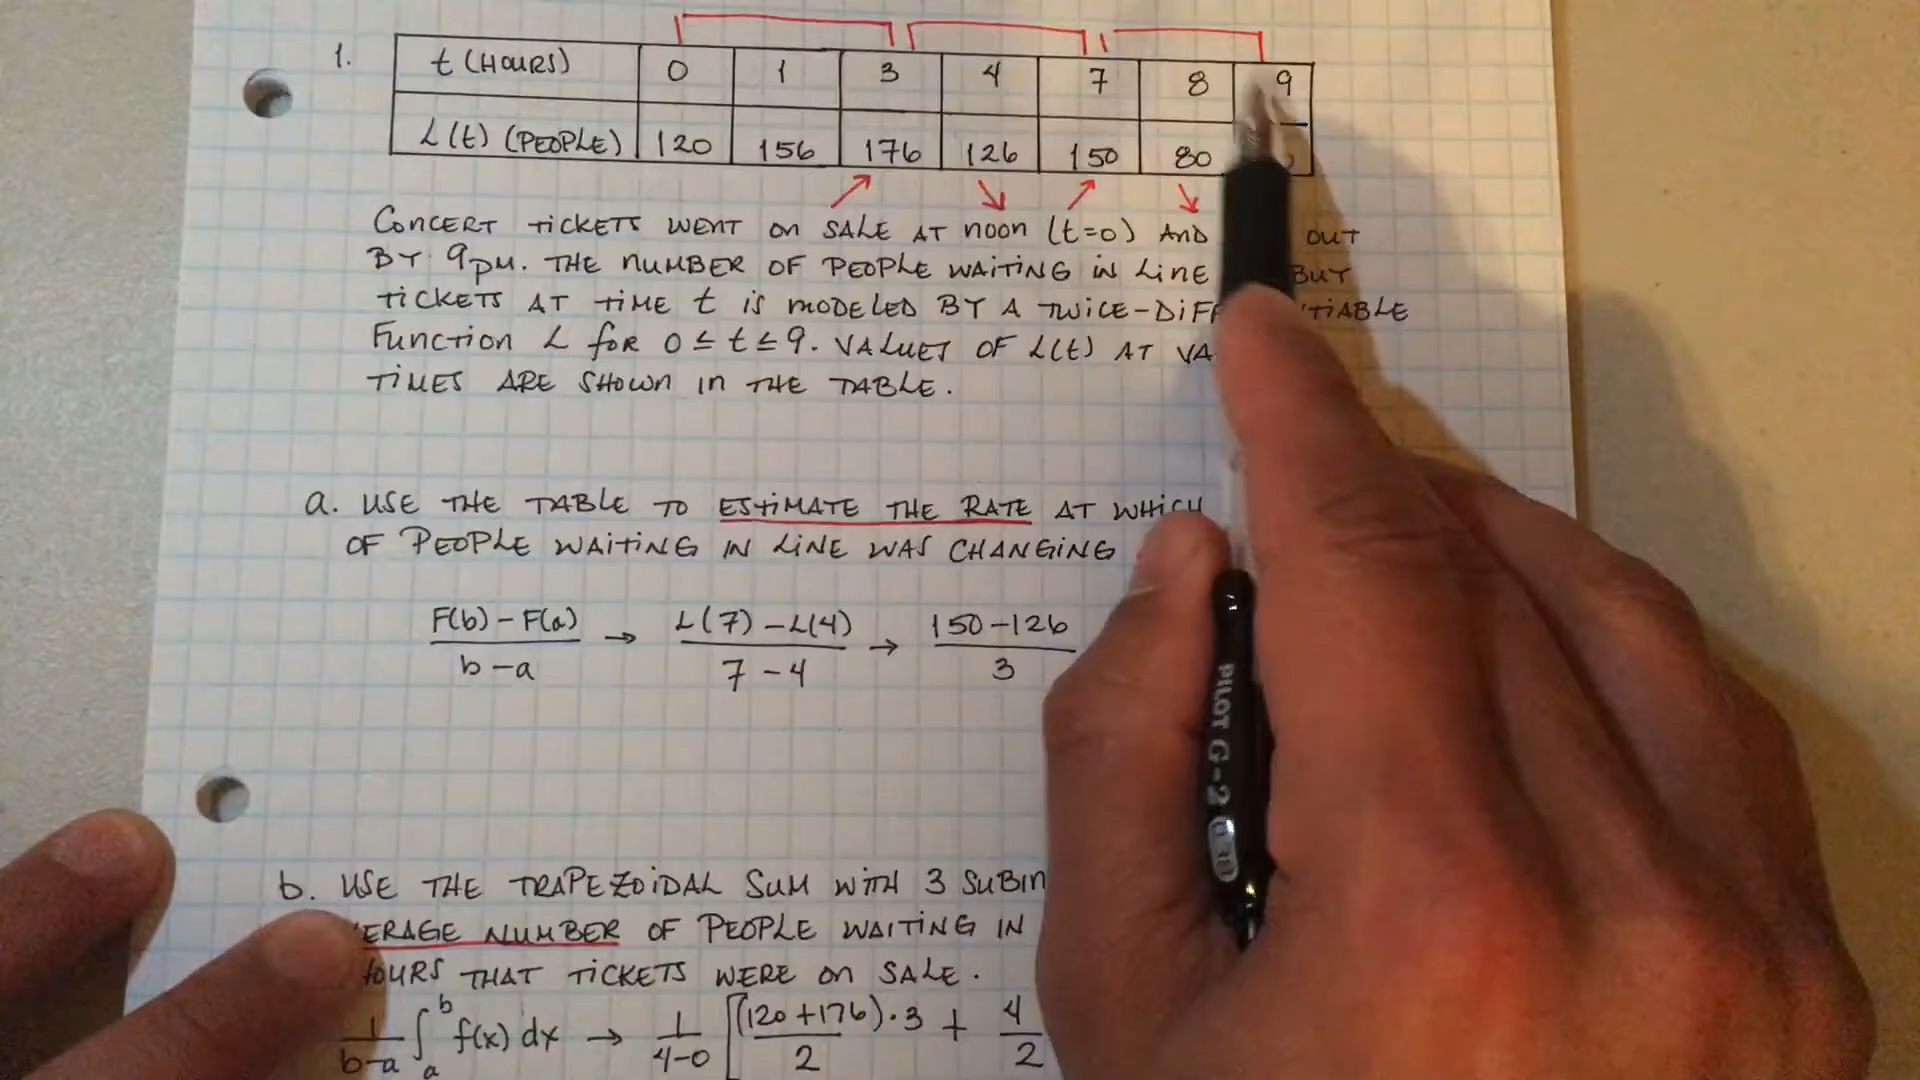 1.
t (HOURS) 0 1 3 4 7 8 9
L(t) (PEOPLE) 120 156 176 126 150 80
CONCERT TICKETS WENT ON SALE AT NOON (t=0) AND OUT
BY 9PM. THE NUMBER OF PEOPLE WAITING IN LINE BUY
TICKETS AT TIME t IS MODELED BY A TWICE-DIFF TIABLE
FUNCTION L FOR 0 ≤ t ≤ 9. VALUES OF L(t) AT VA
TIMES ARE SHOWN IN THE TABLE.
a. USE THE TABLE TO ESTIMATE THE RATE AT WHICH
OF PEOPLE WAITING IN LINE WAS CHANGING
F(b) - F(a) / b - a → L(7) - L(4) / 7 - 4 → 150 - 126 / 3
b. USE THE TRAPEZOIDAL SUM WITH 3 SUBIN
ERAGE NUMBER OF PEOPLE WAITING IN
HOURS THAT TICKETS WERE ON SALE.
1 / b-a ∫ₐᵇ f(x) dx → 1 / 4-0 [(120+176)·3 / 2 + 4 / 2
PILOT G-2